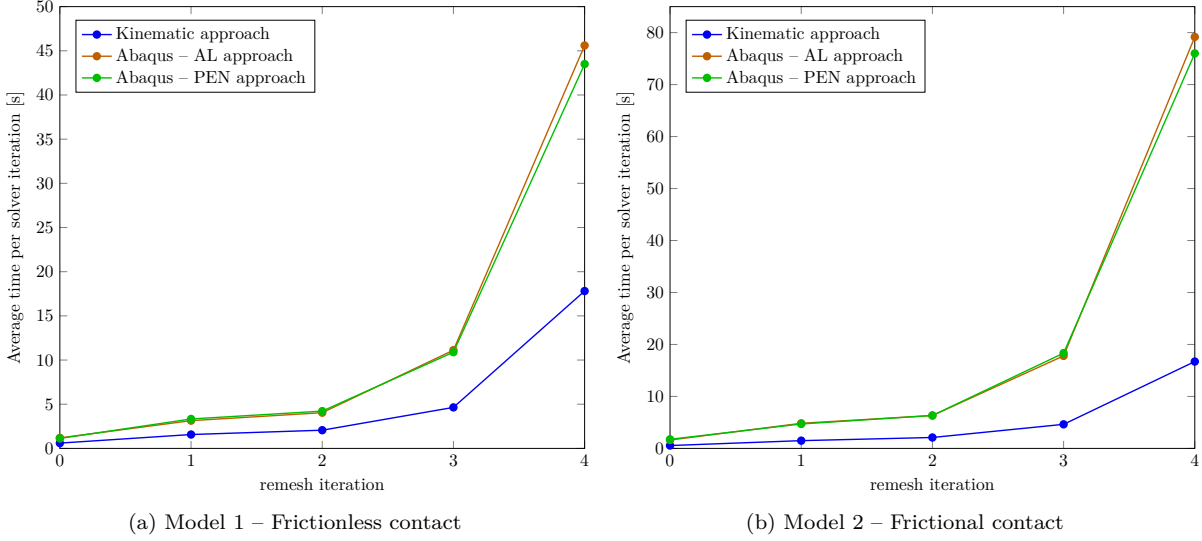 50
45
40
35
30
25
20
15
10
5
0
Average time per solver iteration [s]
Kinematic approach
Abaqus – AL approach
Abaqus – PEN approach
0 1 2 3 4
remesh iteration
(a) Model 1 – Frictionless contact
80
70
60
50
40
30
20
10
0
Average time per solver iteration [s]
Kinematic approach
Abaqus – AL approach
Abaqus – PEN approach
0 1 2 3 4
remesh iteration
(b) Model 2 – Frictional contact